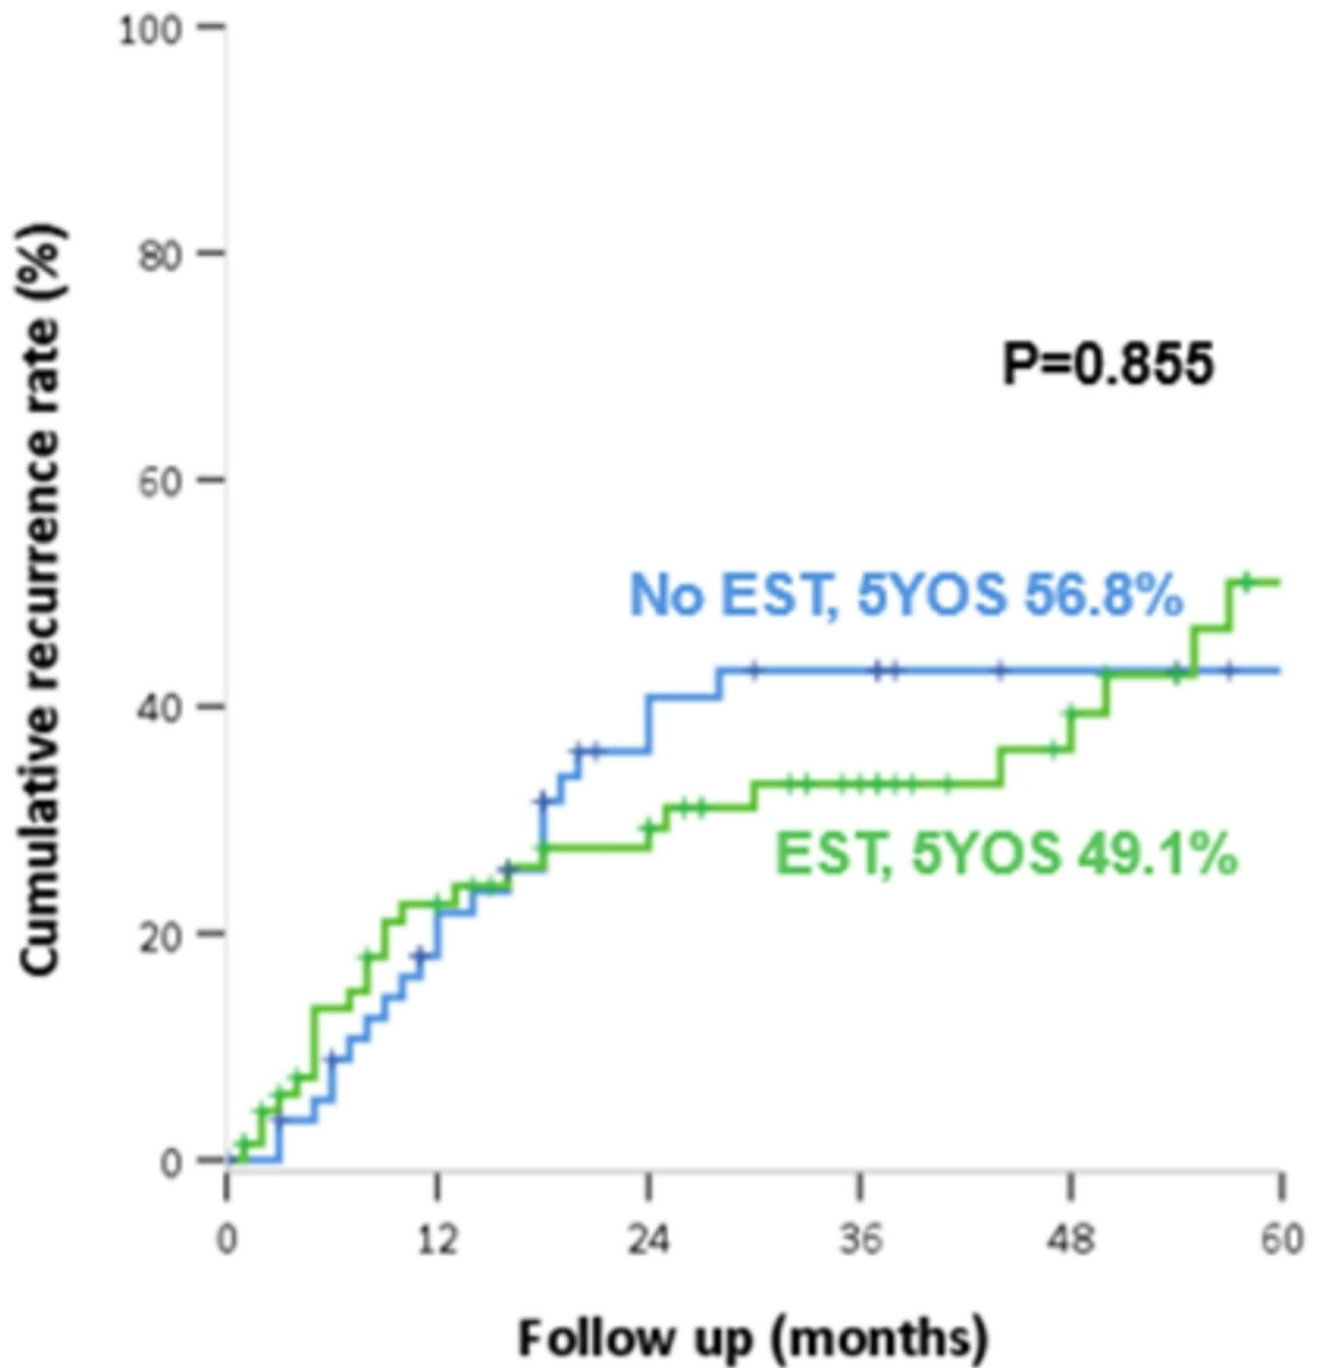 Cumulative recurrence rate (%)
100
80
60
40
20
0
P=0.855
No EST, 5YOS 56.8%
EST, 5YOS 49.1%
0 12 24 36 48 60
Follow up (months)